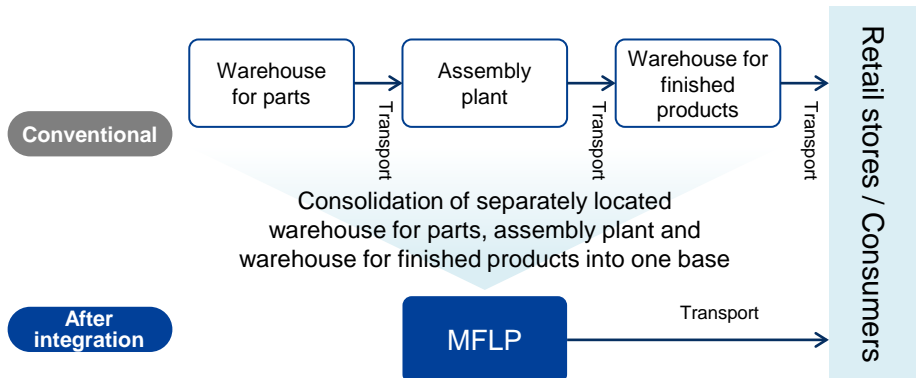 Warehouse
for parts
Transport
Assembly
plant
Transport
Warehouse for
finished
products
Transport
Retail stores / Consumers
Conventional
Consolidation of separately located
warehouse for parts, assembly plant and
warehouse for finished products into one base
After
integration
MFLP
Transport